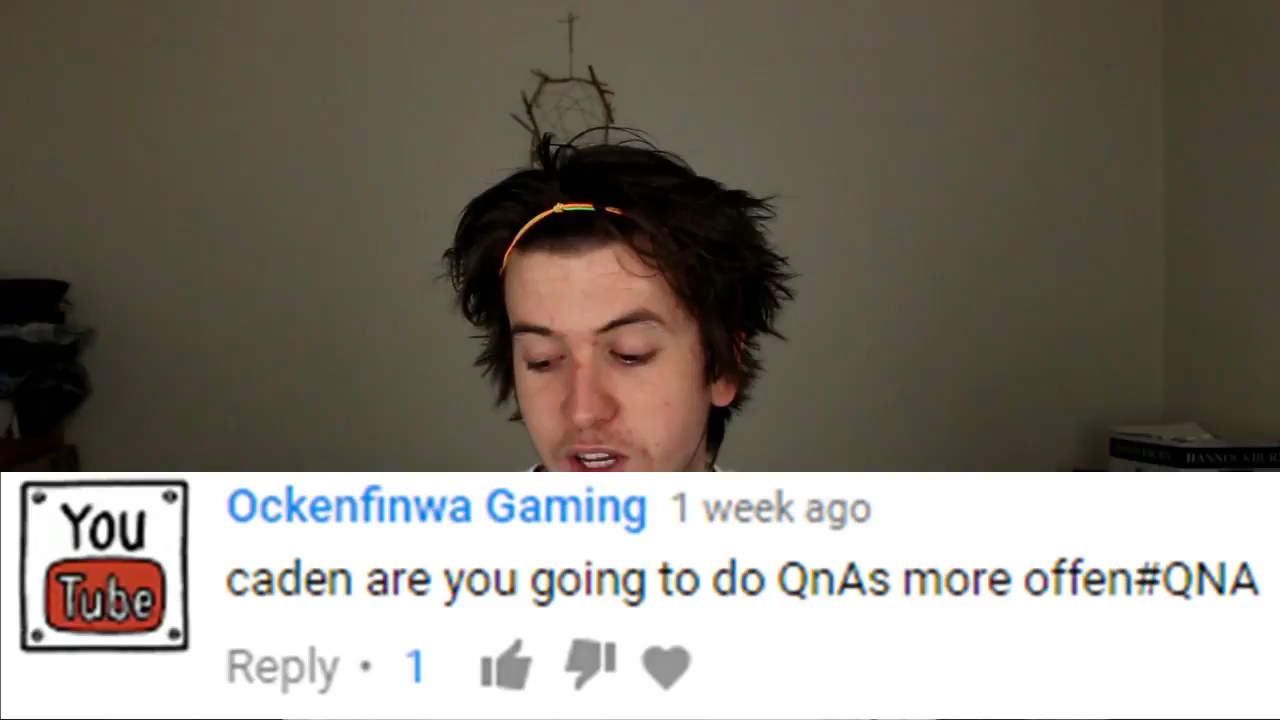 You
Tube
Ockenfinwa Gaming 1 week ago
caden are you going to do QnAs more offen#QNA
Reply • 1